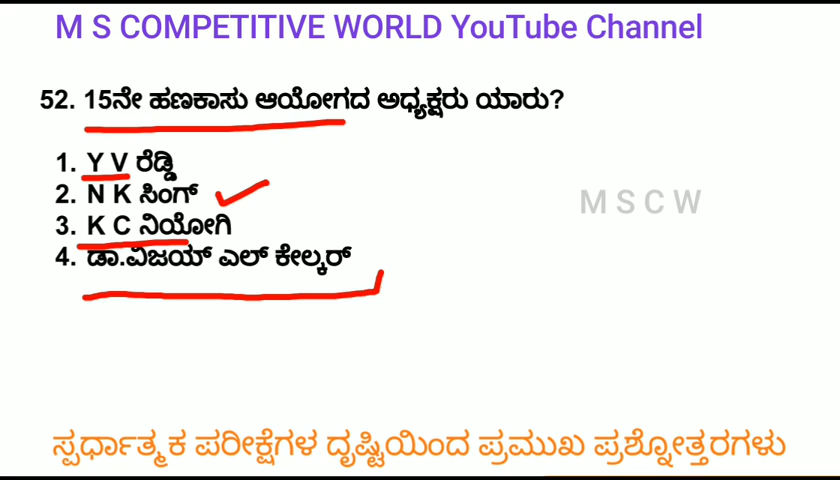 M S COMPETITIVE WORLD YouTube Channel
52. 15ನೇ ಹಣಕಾಸು ಆಯೋಗದ ಅಧ್ಯಕ್ಷರು ಯಾರು?
1. Y V ರೆಡ್ಡಿ
2. N K ಸಿಂಗ್
M S C W
3. K C ನಿಯೋಗಿ
4. ಡಾ.ವಿಜಯ್ ಎಲ್ ಕೇಲ್ಕರ್
ಸ್ಪರ್ಧಾತ್ಮಕ ಪರೀಕ್ಷೆಗಳ ದೃಷ್ಟಿಯಿಂದ ಪ್ರಮುಖ ಪ್ರಶ್ನೋತ್ತರಗಳು